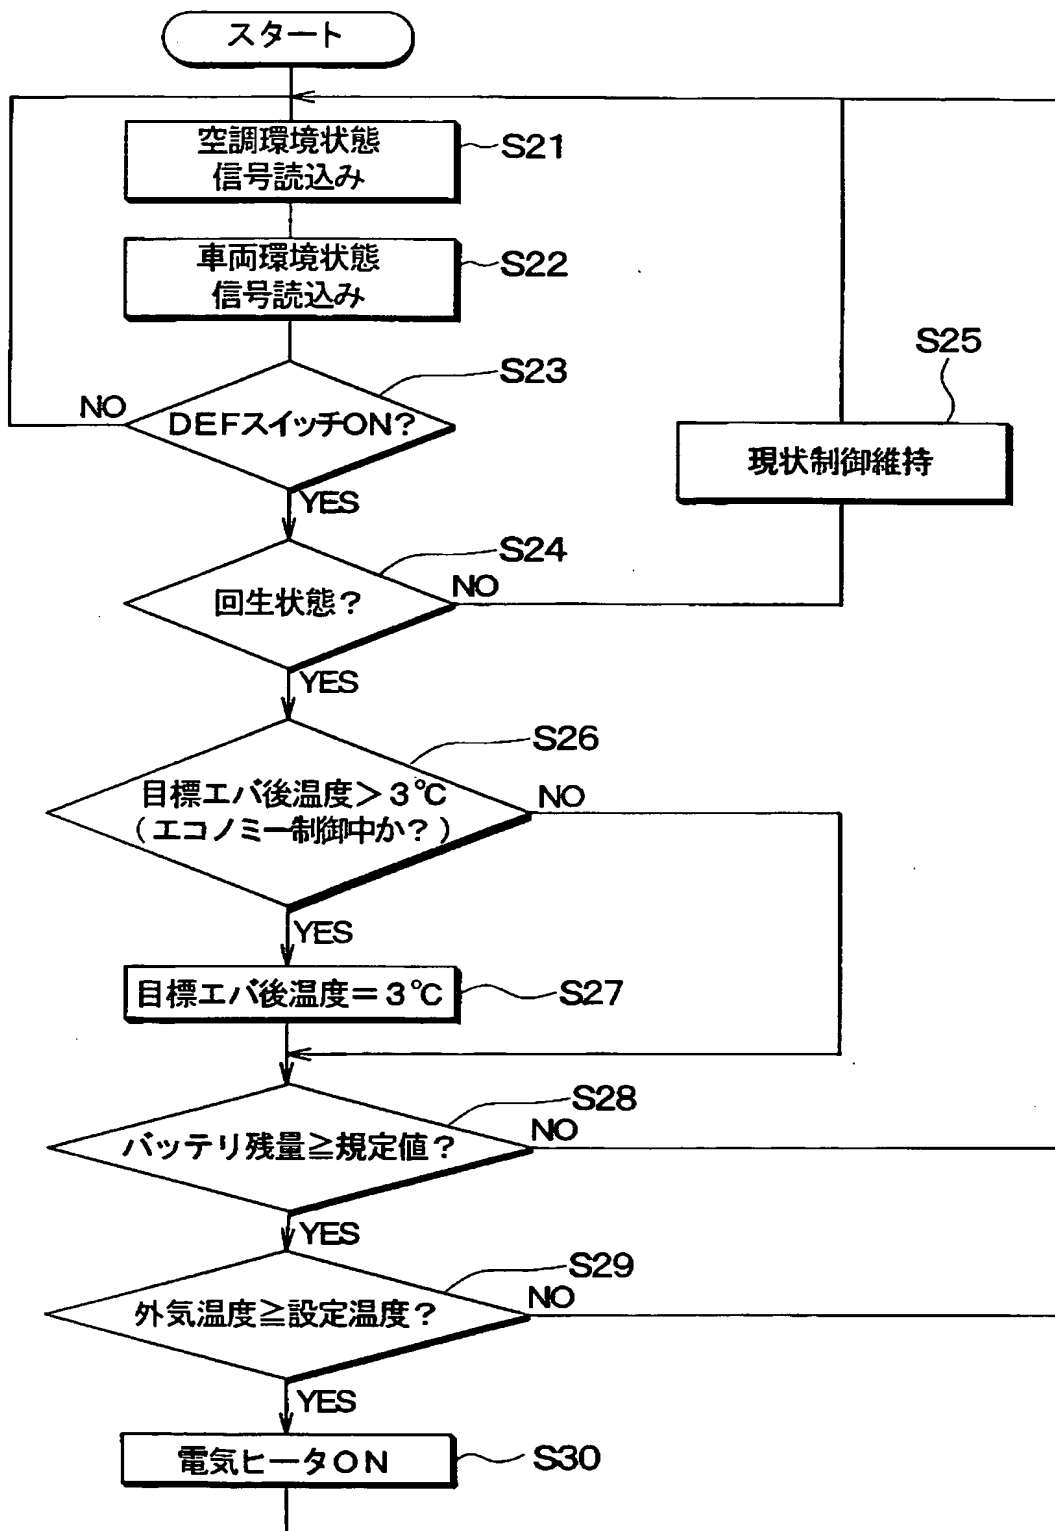 スタート
空調環境状態
信号読込み
S21
車両環境状態
信号読込み
S22
S23
NO
DEFスイッチON?
YES
S25
現状制御維持
S24
NO
回生状態?
YES
S26
目標エバ後温度>3℃
(エコノミー制御中か?)
NO
YES
目標エバ後温度=3℃
S27
S28
バッテリ残量≧規定値?
NO
YES
S29
外気温度≧設定温度?
NO
YES
電気ヒータON
S30